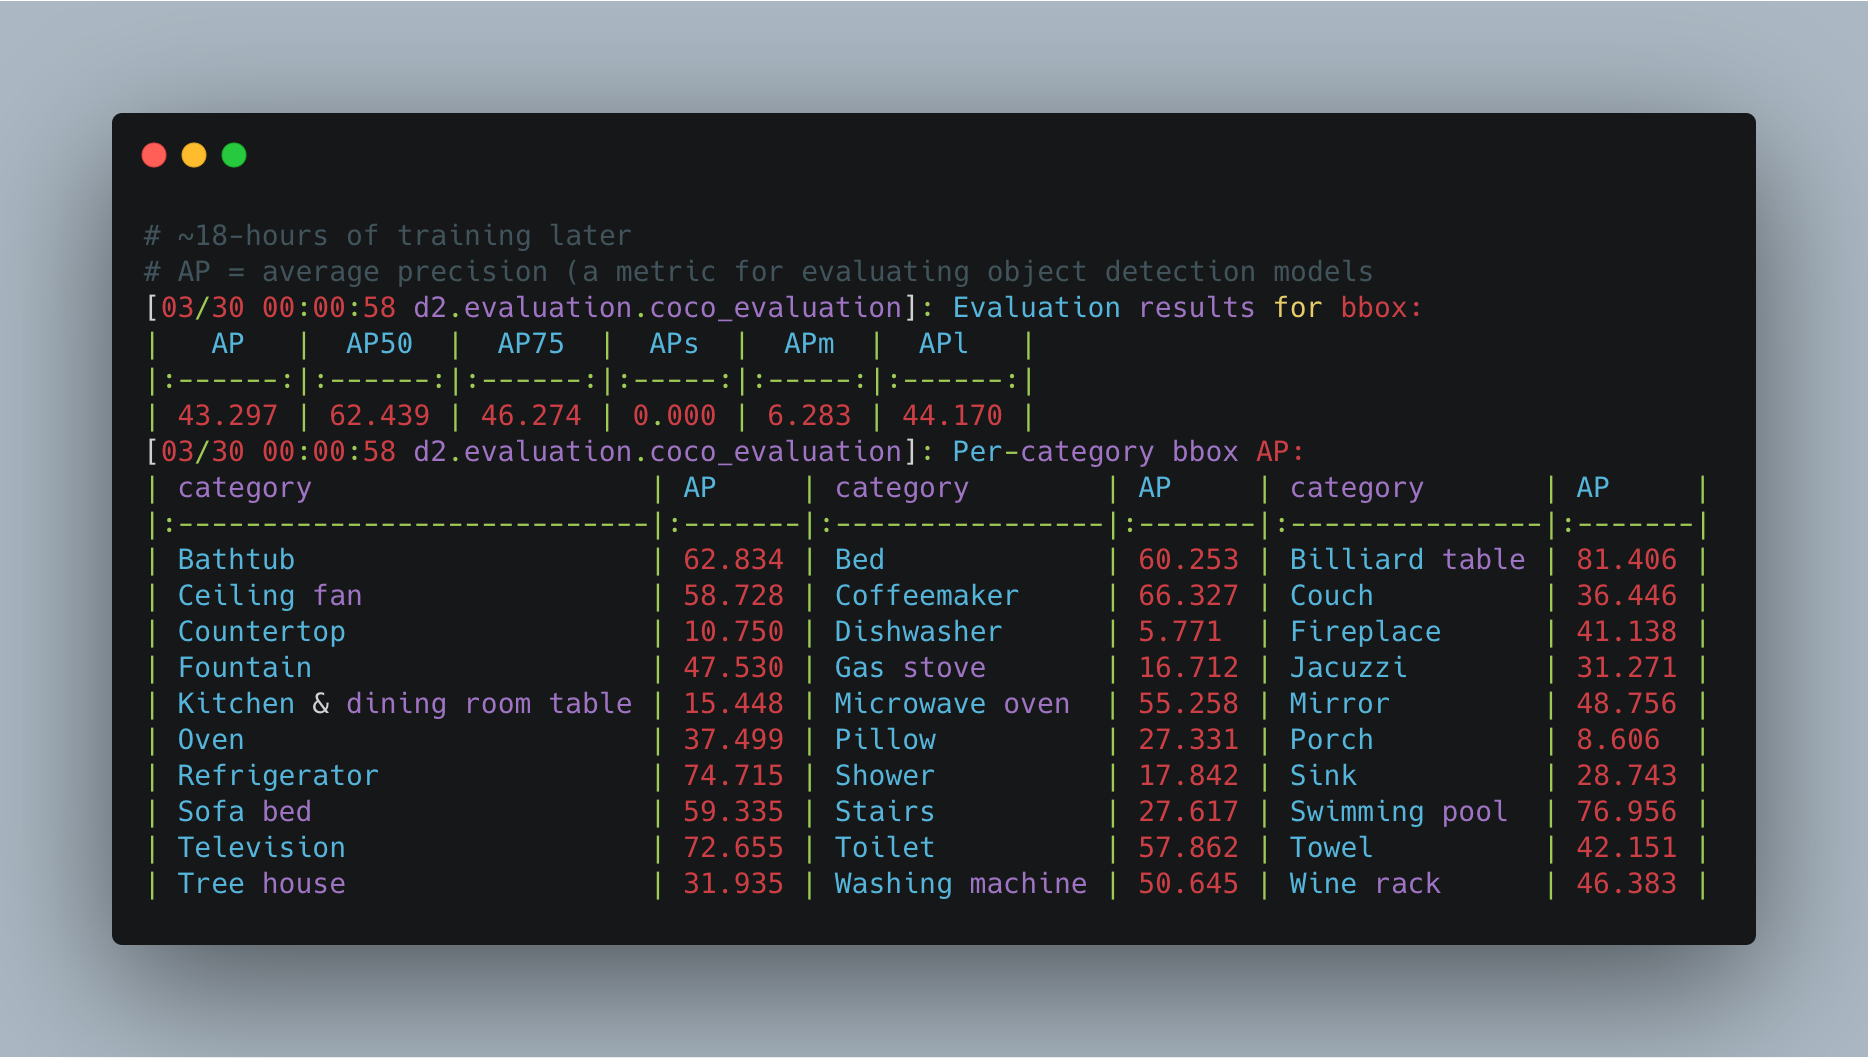 # ~18-hours of training later
# AP = average precision (a metric for evaluating object detection models
[03/30 00:00:58 d2.evaluation.coco_evaluation]: Evaluation results for bbox:
|   AP   |  AP50  |  AP75  |  APs  |  APm  |  APl   |
|:------:|:------:|:------:|:-----:|:-----:|:------:|
| 43.297 | 62.439 | 46.274 | 0.000 | 6.283 | 44.170 |
[03/30 00:00:58 d2.evaluation.coco_evaluation]: Per-category bbox AP:
| category                   | AP     | category        | AP     | category       | AP     |
|:----------------------------|:-------|:----------------|:-------|:---------------|:-------|
| Bathtub                    | 62.834 | Bed             | 60.253 | Billiard table | 81.406 |
| Ceiling fan                | 58.728 | Coffeemaker     | 66.327 | Couch          | 36.446 |
| Countertop                 | 10.750 | Dishwasher      | 5.771  | Fireplace      | 41.138 |
| Fountain                   | 47.530 | Gas stove       | 16.712 | Jacuzzi        | 31.271 |
| Kitchen & dining room table | 15.448 | Microwave oven  | 55.258 | Mirror         | 48.756 |
| Oven                       | 37.499 | Pillow          | 27.331 | Porch          | 8.606  |
| Refrigerator               | 74.715 | Shower          | 17.842 | Sink           | 28.743 |
| Sofa bed                   | 59.335 | Stairs          | 27.617 | Swimming pool  | 76.956 |
| Television                 | 72.655 | Toilet          | 57.862 | Towel          | 42.151 |
| Tree house                 | 31.935 | Washing machine | 50.645 | Wine rack      | 46.383 |